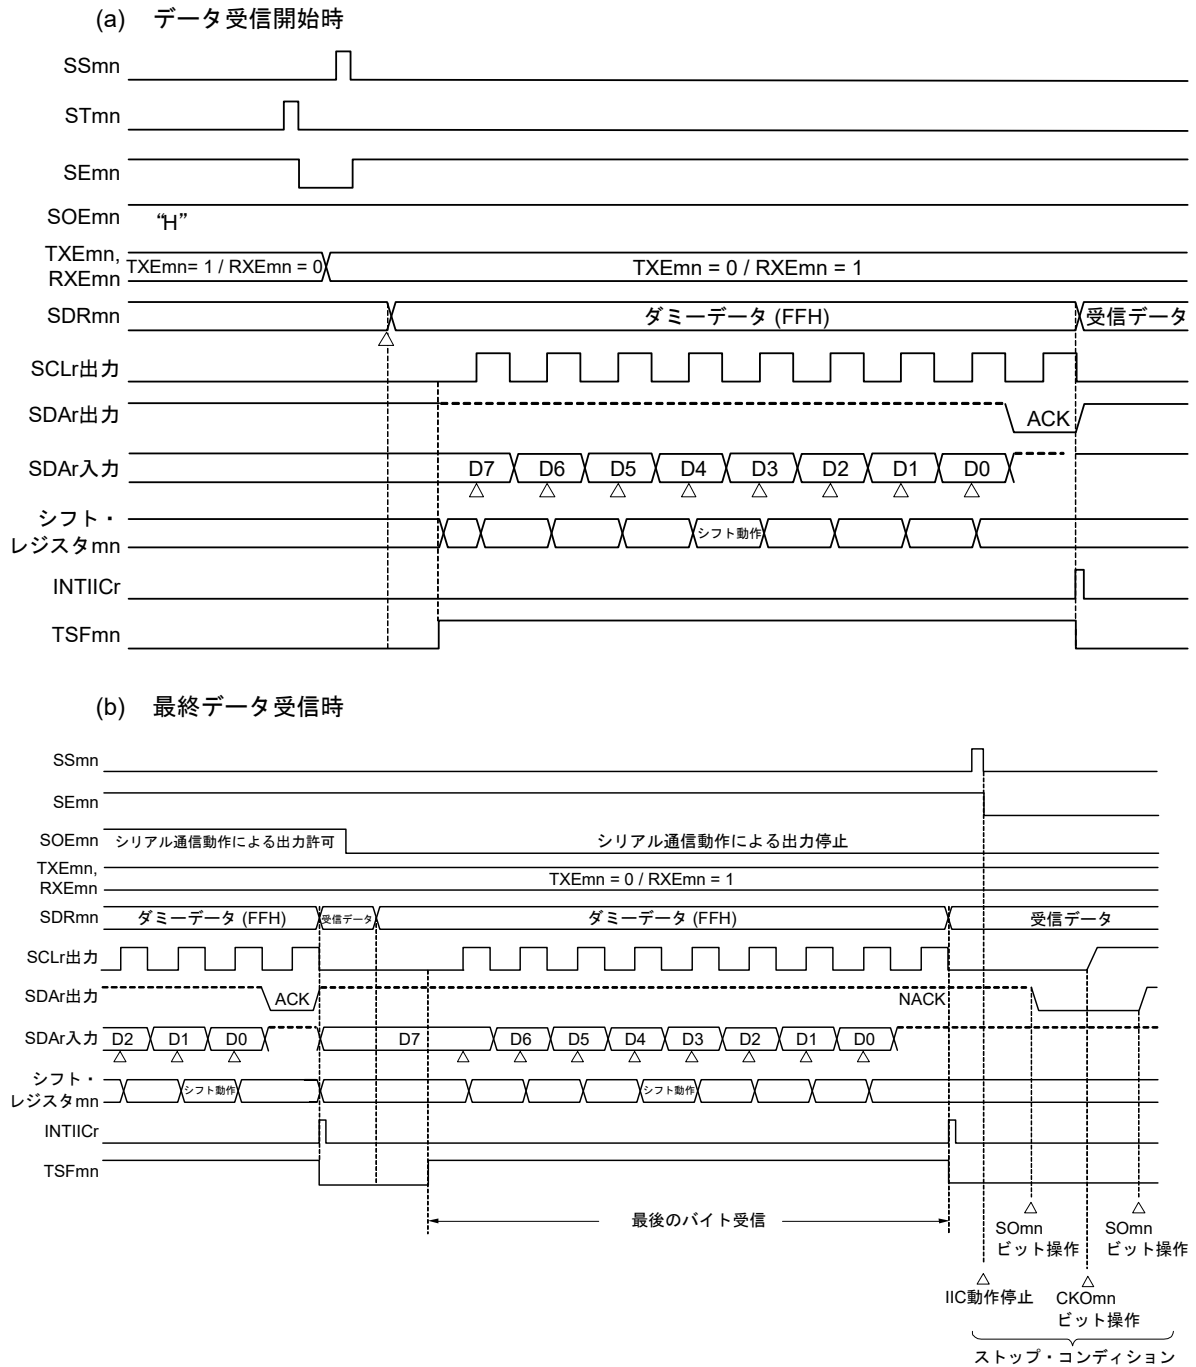 (a) データ受信開始時
SSmn
STmn
SEmn
SOEmn “H”
TXEmn,
RXEmn
TXEmn= 1 / RXEmn = 0 TXEmn = 0 / RXEmn = 1
SDRmn ダミーデータ (FFH) 受信データ
SCLr出力
SDAr出力 ACK
SDAr入力 D7 D6 D5 D4 D3 D2 D1 D0
シフト・
レジスタmn
シフト動作
INTIICr
TSFmn
(b) 最終データ受信時
SSmn
SEmn
SOEmn シリアル通信動作による出力許可 シリアル通信動作による出力停止
TXEmn,
RXEmn
TXEmn = 0 / RXEmn = 1
SDRmn ダミーデータ (FFH) 受信データ ダミーデータ (FFH) 受信データ
SCLr出力
SDAr出力 ACK NACK
SDAr入力 D2 D1 D0 D7 D6 D5 D4 D3 D2 D1 D0
シフト・
レジスタmn
シフト動作 シフト動作
INTIICr
TSFmn
最後のバイト受信
SOmn
ビット操作
SOmn
ビット操作
IIC動作停止
CKOmn
ビット操作
ストップ・コンディション